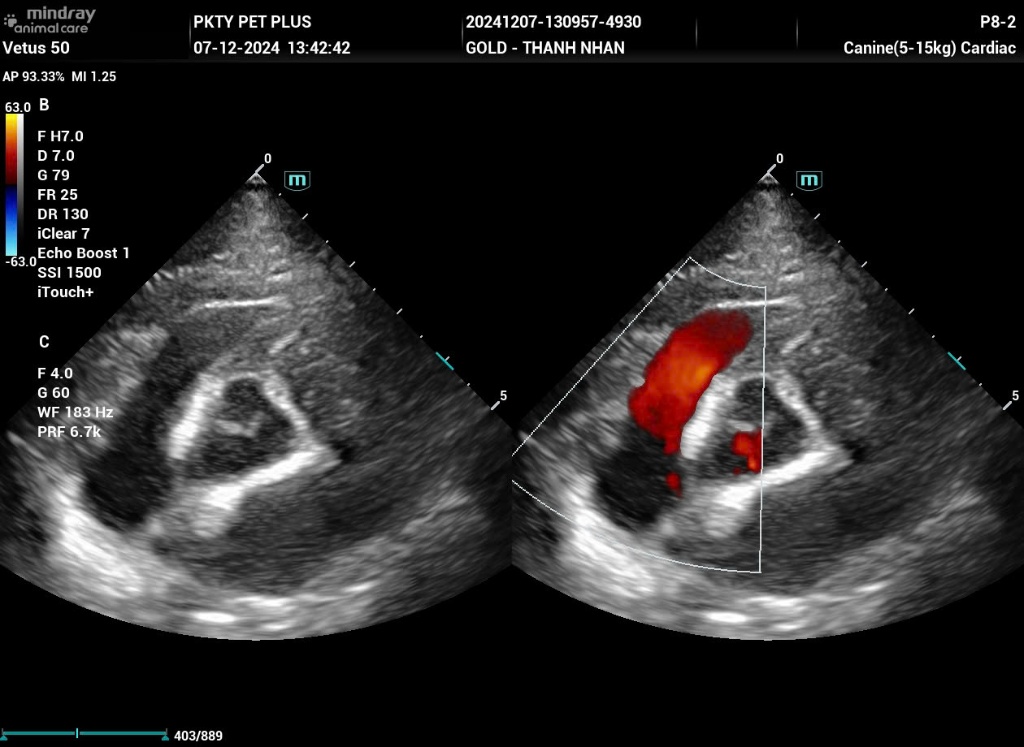 mindray
animalcare
Vetus 50
PKTY PET PLUS
07-12-2024 13:42:42
20241207-130957-4930
GOLD - THANH NHAN
P8-2
Canine(5-15kg) Cardiac
AP 93.33% MI 1.25
63.0
B
F H7.0
D 7.0
G 79
FR 25
DR 130
iClear 7
Echo Boost 1
-63.0
SSI 1500
iTouch+
C
F 4.0
G 60
WF 183 Hz
PRF 6.7k
0
m
5
0
m
5
403/889